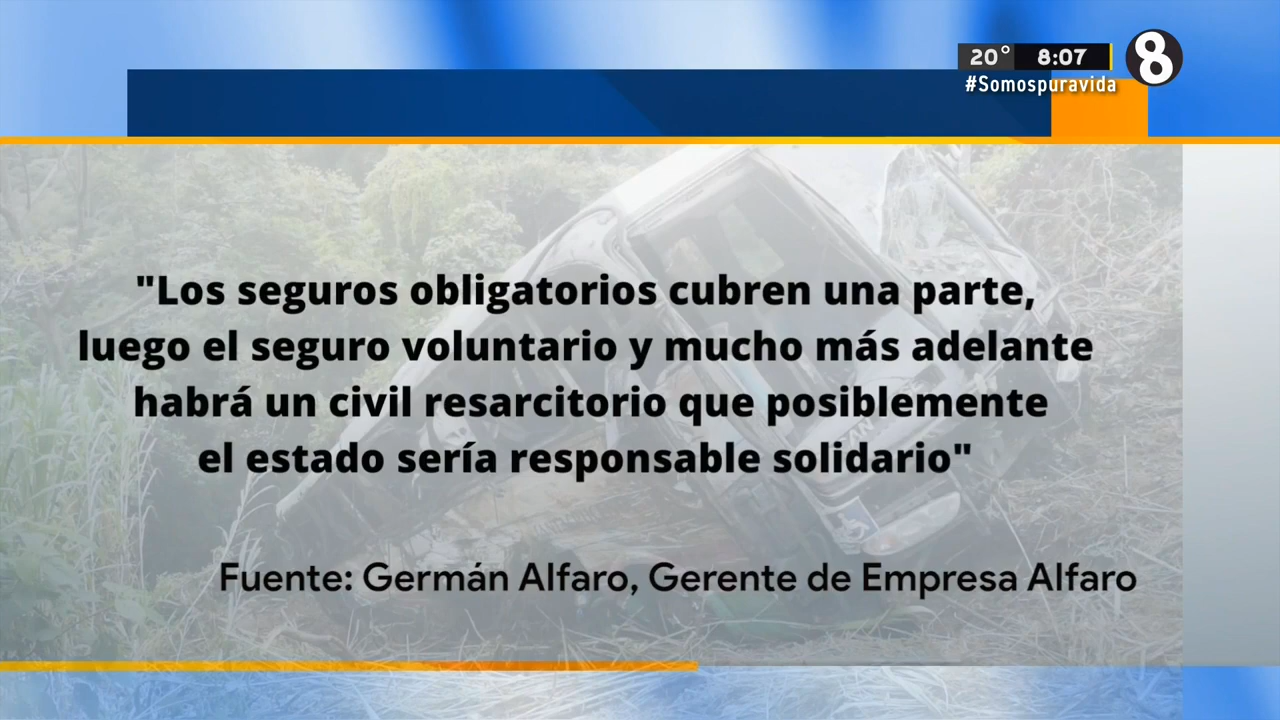 20° 8:07 8
#Somospuravida
"Los seguros obligatorios cubren una parte,
luego el seguro voluntario y mucho más adelante
habrá un civil resarcitorio que posiblemente
el estado sería responsable solidario"
Fuente: Germán Alfaro, Gerente de Empresa Alfaro